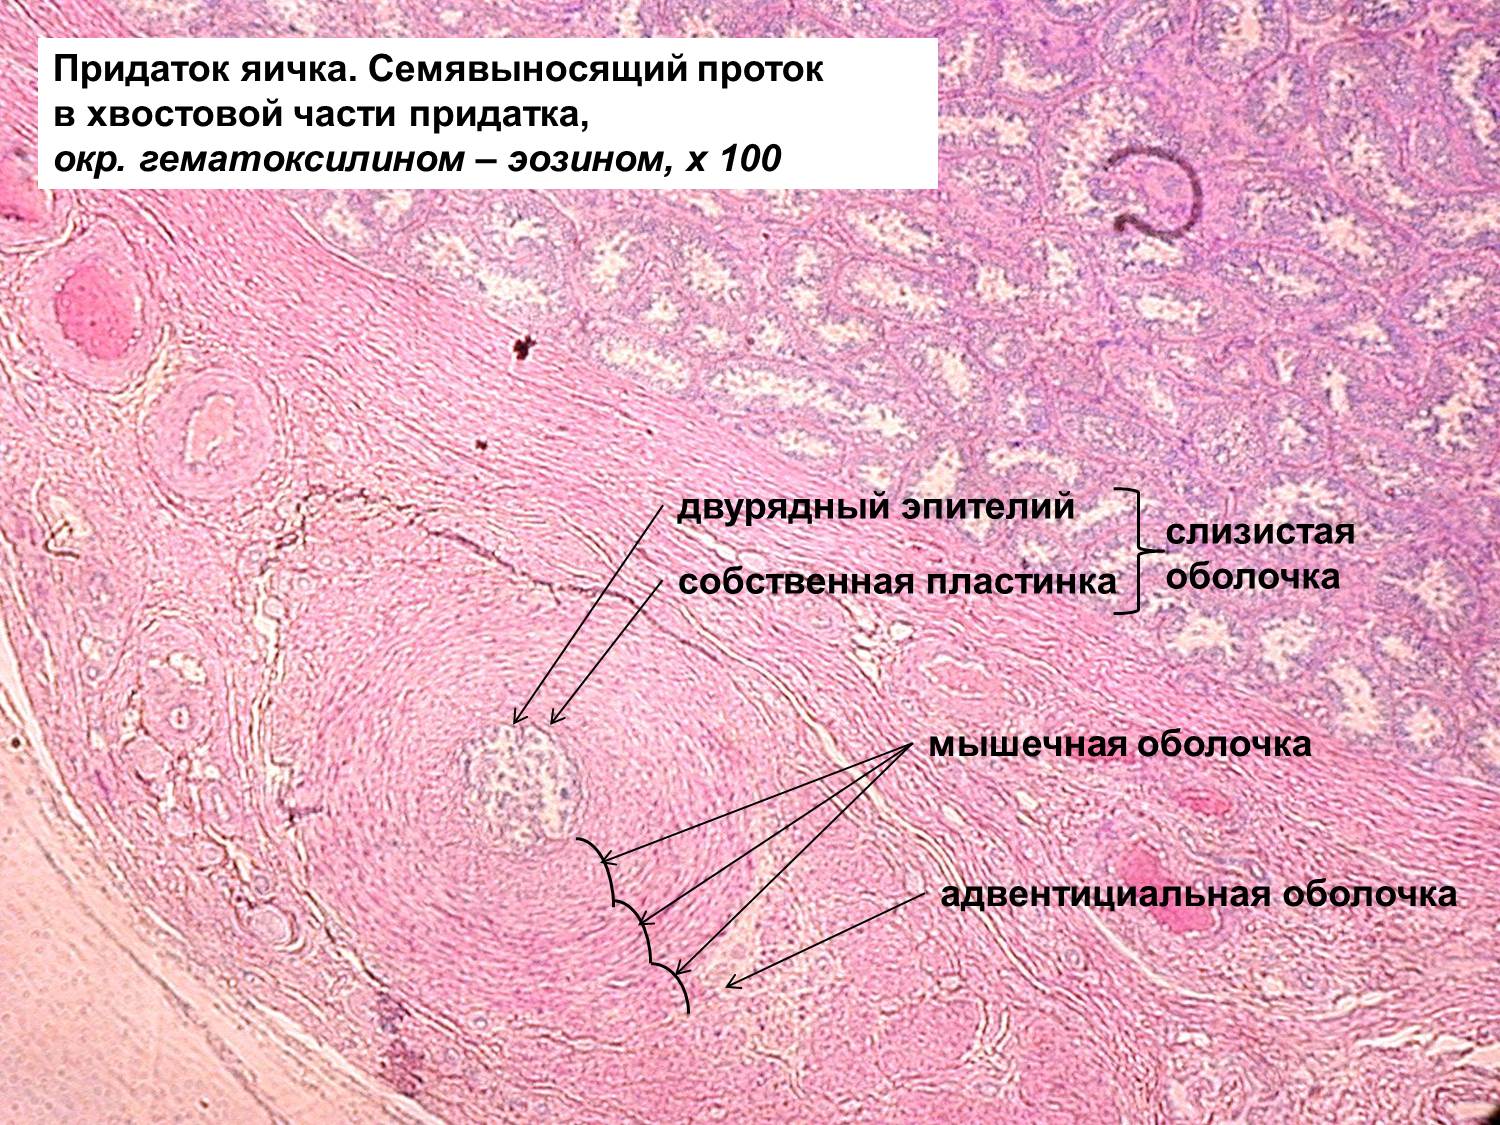 Придаток яичка. Семявыносящий проток
в хвостовой части придатка,
окр. гематоксилином – эозином, х 100
двурядный эпителий
собственная пластинка
слизистая
оболочка
мышечная оболочка
адвентициальная оболочка